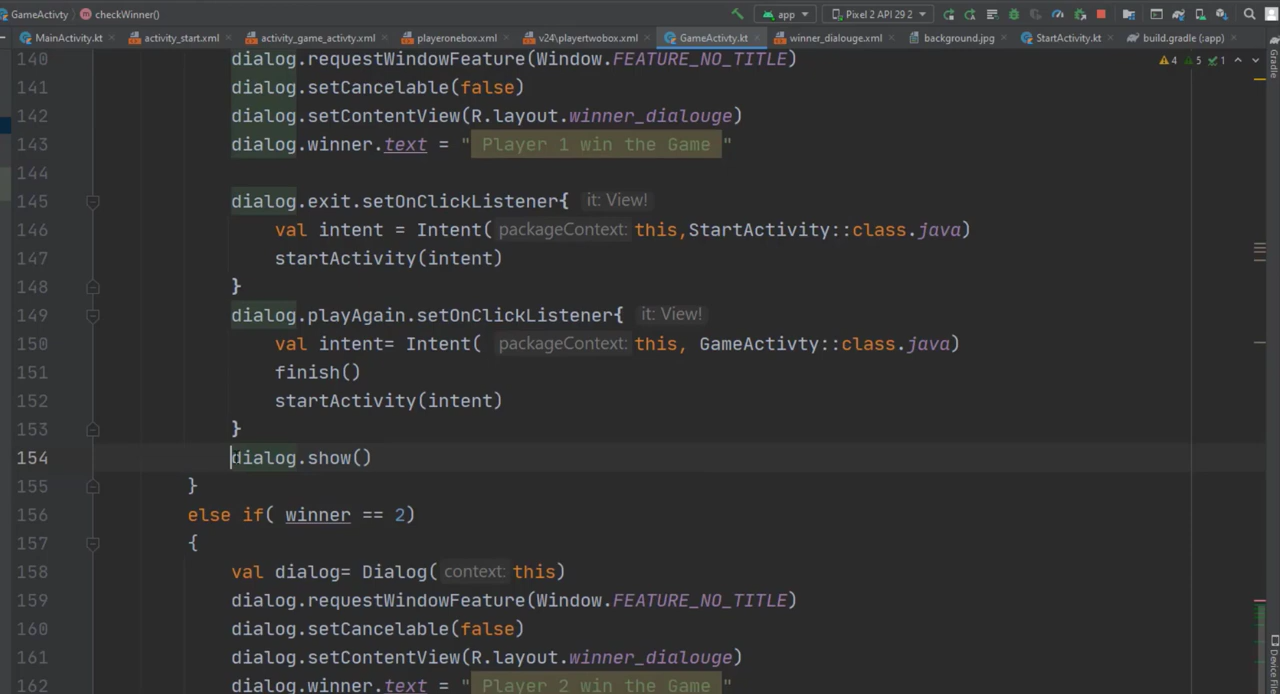 GameActivty checkWinner() app Pixel 2 API 29 2
MainActivity.kt activity_start.xml activity_game_activty.xml playeronebox.xml v24\playertwobox.xml GameActivity.kt winner_dialouge.xml background.jpg StartActivity.kt build.gradle (:app)
140 dialog.requestWindowFeature(Window.FEATURE_NO_TITLE) 4 5 1
141 dialog.setCancelable(false)
142 dialog.setContentView(R.layout.winner_dialouge)
143 dialog.winner.text = " Player 1 win the Game "
144
145 dialog.exit.setOnClickListener{ it: View!
146 val intent = Intent( packageContext: this,StartActivity::class.java)
147 startActivity(intent)
148 }
149 dialog.playAgain.setOnClickListener{ it: View!
150 val intent= Intent( packageContext: this, GameActivty::class.java)
151 finish()
152 startActivity(intent)
153 }
154 dialog.show()
155 }
156 else if( winner == 2)
157 {
158 val dialog= Dialog( context: this)
159 dialog.requestWindowFeature(Window.FEATURE_NO_TITLE)
160 dialog.setCancelable(false)
161 dialog.setContentView(R.layout.winner_dialouge)
162 dialog.winner.text = " Player 2 win the Game "
Gradle